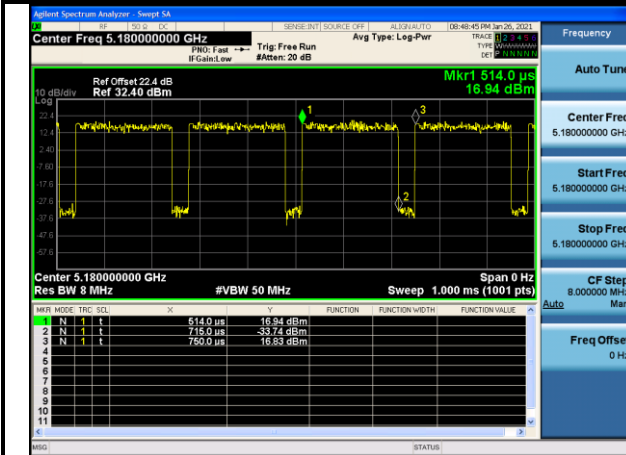 Agilent Spectrum Analyzer - Swept SA
RF 50 Ω DC SENSE:INT SOURCE OFF ALIGNAUTO 08:48:45 PM Jan 26, 2021
Center Freq 5.180000000 GHz
PNO: Fast
IFGain:Low
Trig: Free Run
#Atten: 20 dB
Avg Type: Log-Pwr
TRACE 1 2 3 4 5 6
TYPE
DET P N N N N N
Ref Offset 22.4 dB
10 dB/div Ref 32.40 dBm
Log
Mkr1 514.0 µs
16.94 dBm
22.4
12.4
2.40
-17.6
-27.6
-37.6
-47.6
-57.6
1
3
2
Center 5.180000000 GHz Span 0 Hz
Res BW 8 MHz #VBW 50 MHz Sweep 1.000 ms (1001 pts)
MKR MODE TRC SCL X Y FUNCTION FUNCTION WIDTH FUNCTION VALUE
1 N 1 t 514.0 µs 16.94 dBm
2 N 1 t 715.0 µs -33.74 dBm
3 N 1 t 750.0 µs 16.83 dBm
4
5
6
7
8
9
10
11
MSG STATUS
Frequency
Auto Tune
Center Freq
5.180000000 GHz
Start Freq
5.180000000 GHz
Stop Freq
5.180000000 GHz
CF Step
8.000000 MHz
Auto Man
Freq Offset
0 Hz